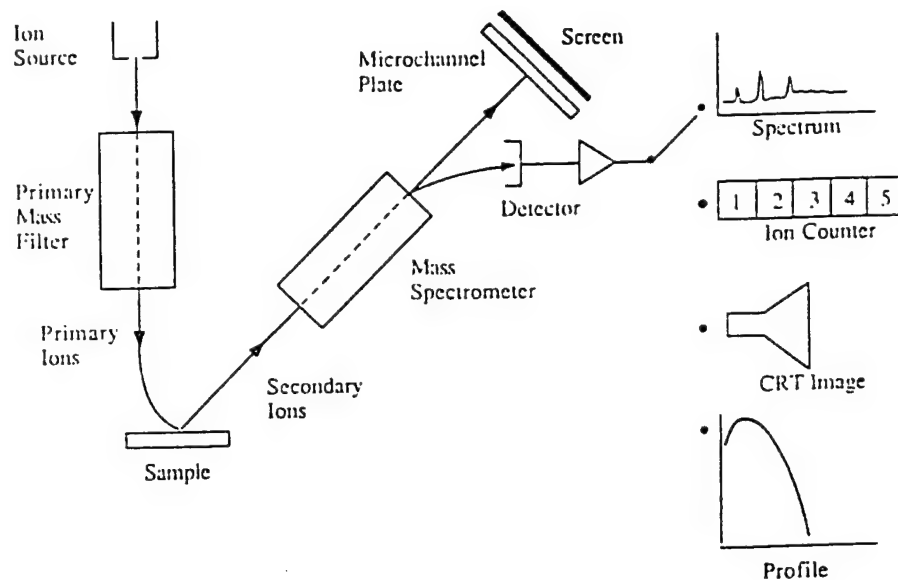 Ion
Source
Primary
Mass
Filter
Primary
Ions
Sample
Secondary
Ions
Mass
Spectrometer
Microchannel
Plate
Screen
Detector
Spectrum
1 2 3 4 5
Ion Counter
CRT Image
Profile